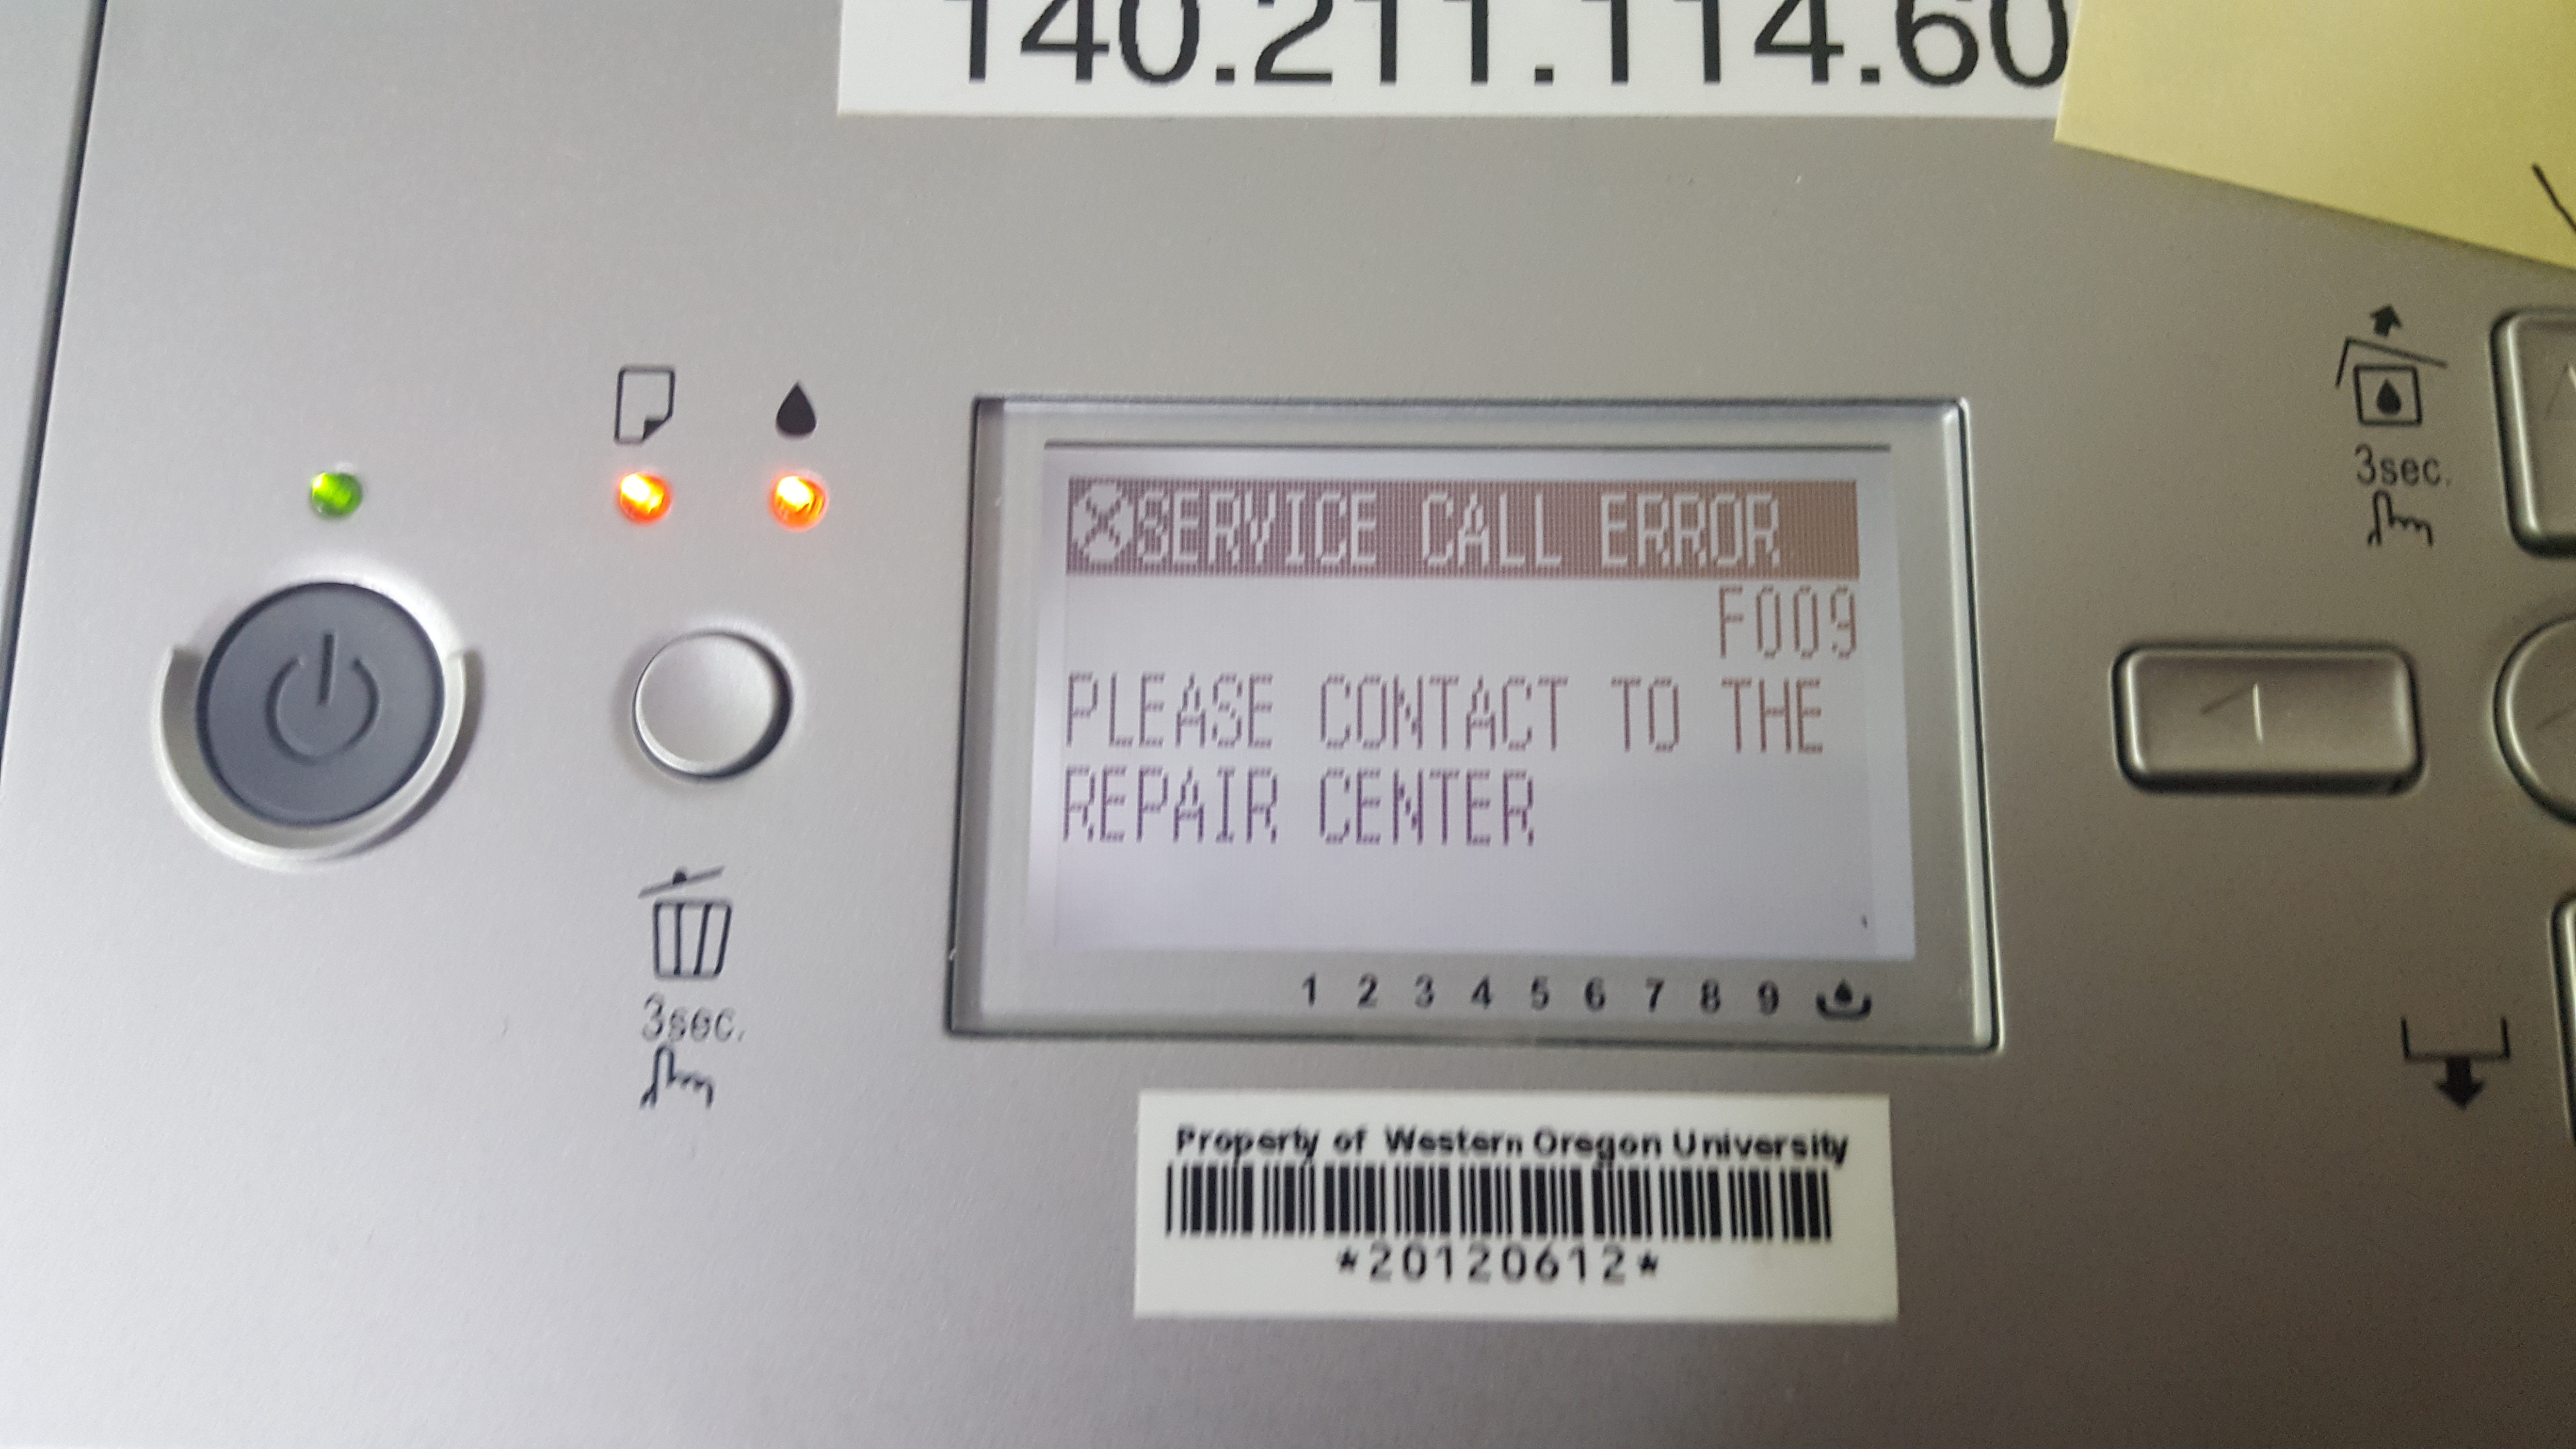 140.211.114.60
SERVICE CALL ERROR
F009
PLEASE CONTACT TO THE
REPAIR CENTER
1 2 3 4 5 6 7 8 9
3sec.
3sec.
Property of Western Oregon University
*20120612*